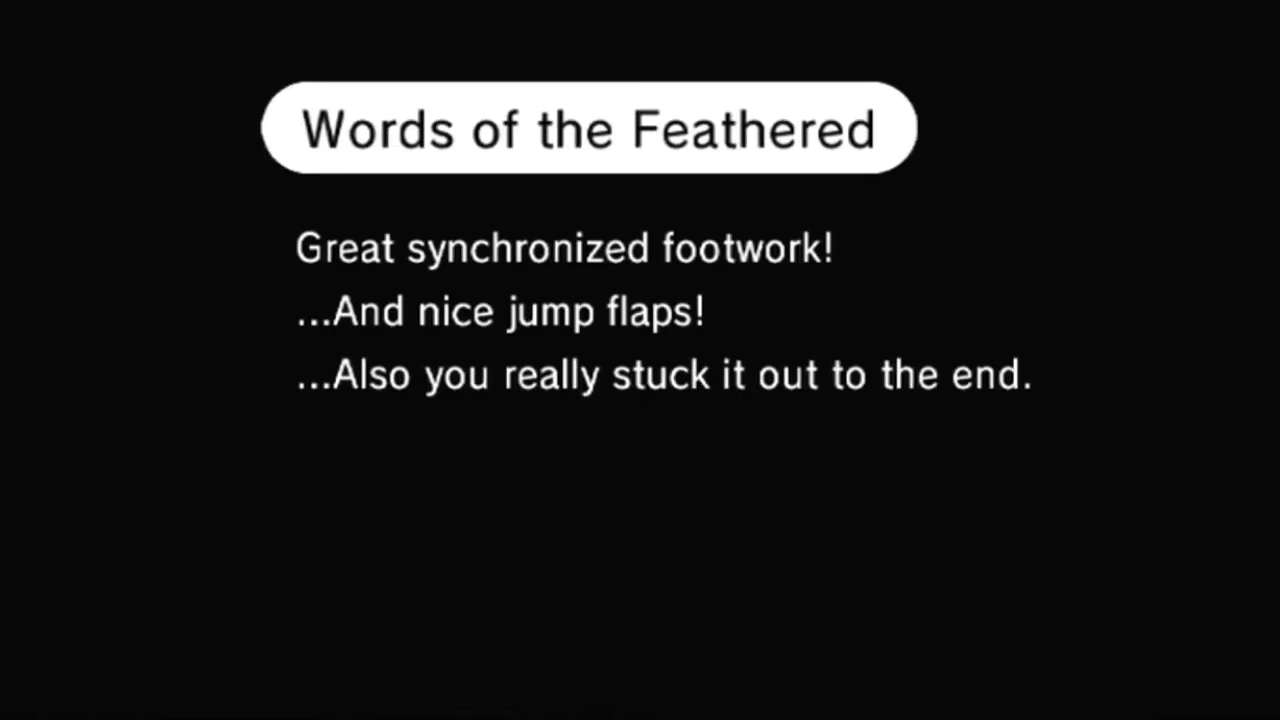 Words of the Feathered
Great synchronized footwork!
...And nice jump flaps!
...Also you really stuck it out to the end.